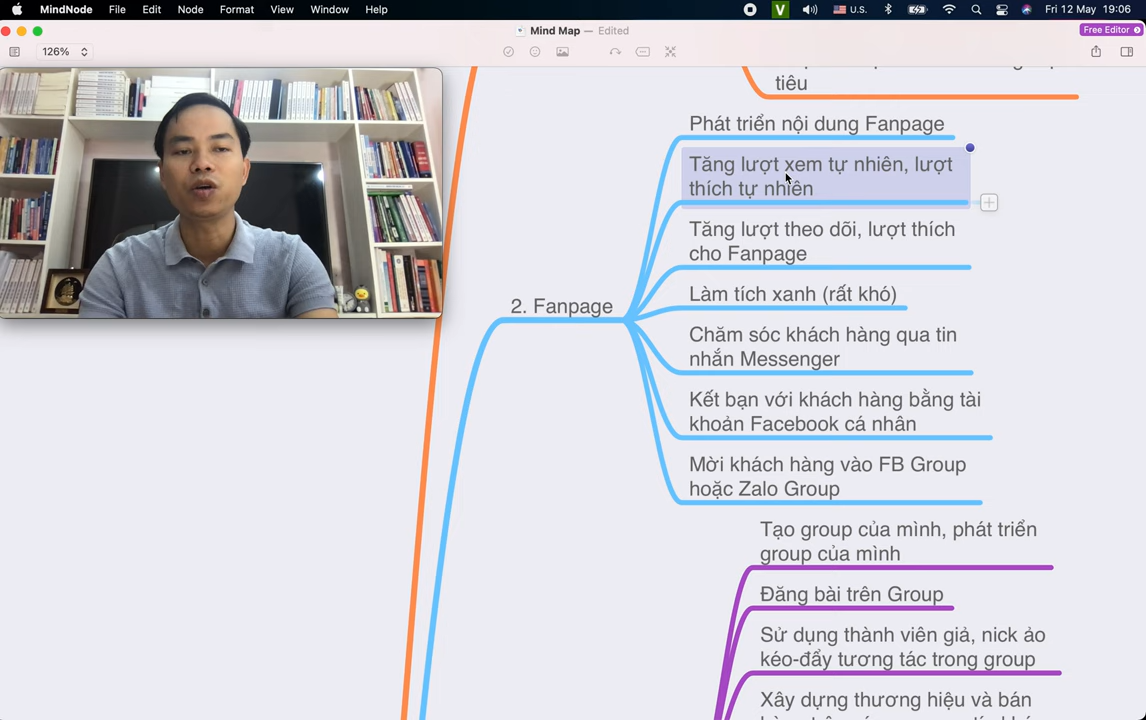 MindNode File Edit Node Format View Window Help
V U.S. Fri 12 May 19:06
Mind Map — Edited
Free Editor
126%
tiêu
Phát triển nội dung Fanpage
Tăng lượt xem tự nhiên, lượt
thích tự nhiên
Tăng lượt theo dõi, lượt thích
cho Fanpage
2. Fanpage
Làm tích xanh (rất khó)
Chăm sóc khách hàng qua tin
nhắn Messenger
Kết bạn với khách hàng bằng tài
khoản Facebook cá nhân
Mời khách hàng vào FB Group
hoặc Zalo Group
Tạo group của mình, phát triển
group của mình
Đăng bài trên Group
Sử dụng thành viên giả, nick ảo
kéo-đẩy tương tác trong group
Xây dựng thương hiệu và bán